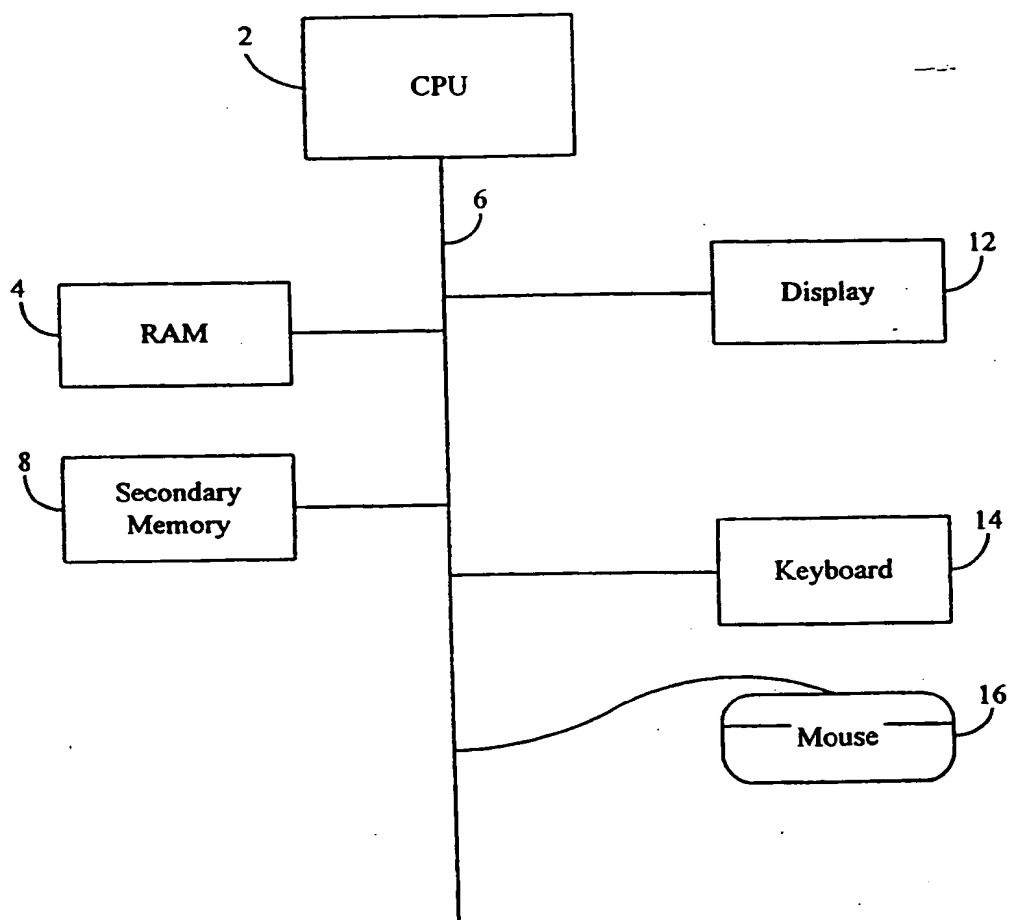 2
CPU
6
12
Display
4
RAM
8
Secondary
Memory
14
Keyboard
16
Mouse